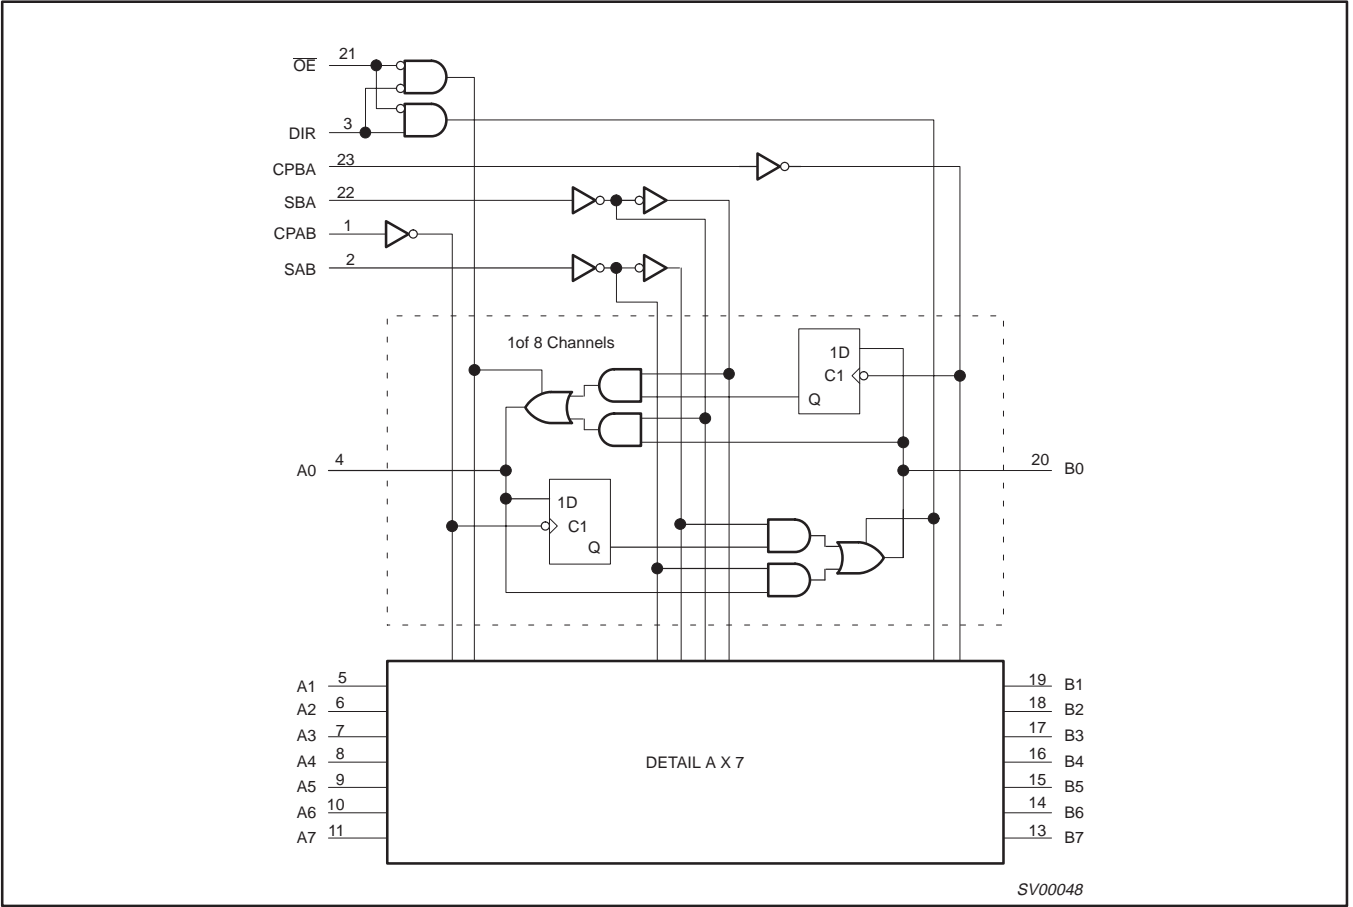 OE 21
DIR 3
CPBA 23
SBA 22
CPAB 1
SAB 2
1of 8 Channels
1D
C1
Q
A0 4
20 B0
1D
C1
Q
A1 5
19 B1
A2 6
18 B2
A3 7
17 B3
A4 8
DETAIL A X 7
16 B4
A5 9
15 B5
A6 10
14 B6
A7 11
13 B7
SV00048